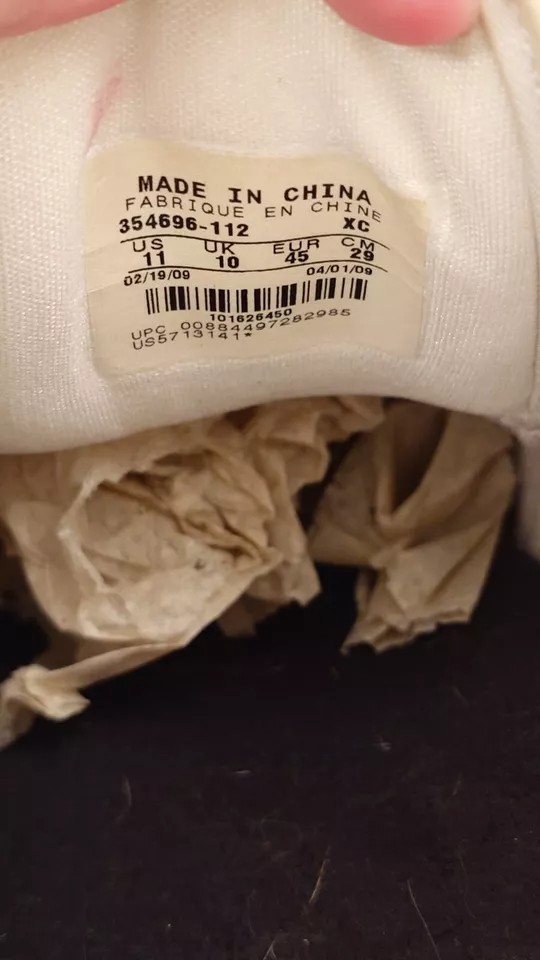 MADE IN CHINA
FABRIQUE EN CHINE
354696-112 XC
US UK EUR CM
11 10 45 29
02/19/09 04/01/09
101626450
UPC 00884497282985
US5713141*